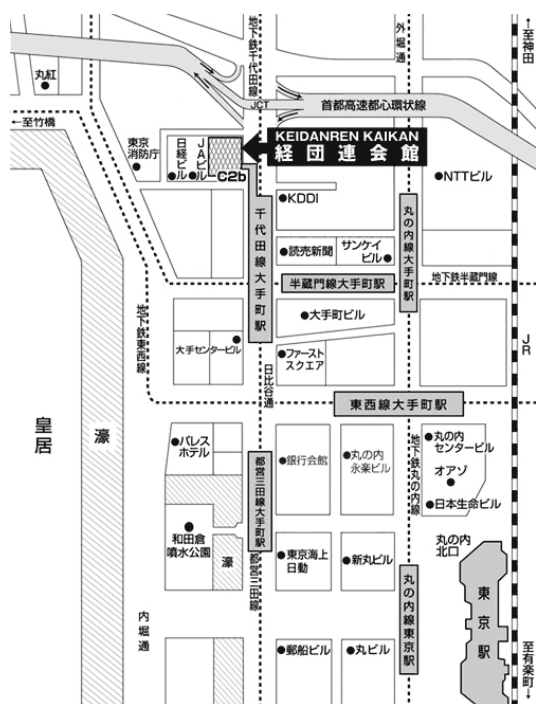 ↑至神田
外堀通
地下鉄千代田線
丸紅
JCT
首都高速都心環状線
←至竹橋
KEIDANREN KAIKAN
経団連会館
東京
消防庁
日経ビル
JAビル
C2b
NTTビル
KDDI
千代田線大手町駅
丸の内線大手町駅
読売新聞
サンケイ
ビル
地下鉄半蔵門線
半蔵門線大手町駅
大手町ビル
地下鉄東西線
大手センタービル
ファースト
スクエア
JR
日比谷通
東西線大手町駅
皇居
濠
パレス
ホテル
都営三田線大手町駅
銀行会館
丸の内
永楽ビル
地下鉄丸の内線
丸の内
センタービル
オアゾ
日本生命ビル
和田倉
噴水公園
濠
都営三田線
東京海上
日動
新丸ビル
丸の内
北口
丸の内線東京駅
東京駅
内堀通
郵船ビル
丸ビル
至有楽町↓